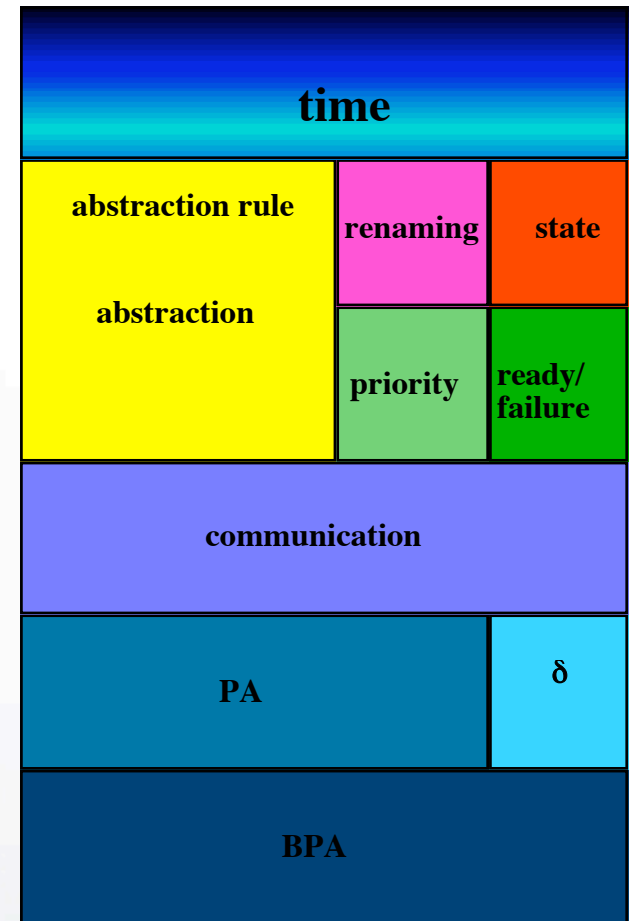 time
abstraction rule
renaming
state
abstraction
priority
ready/
failure
communication
PA
δ
BPA